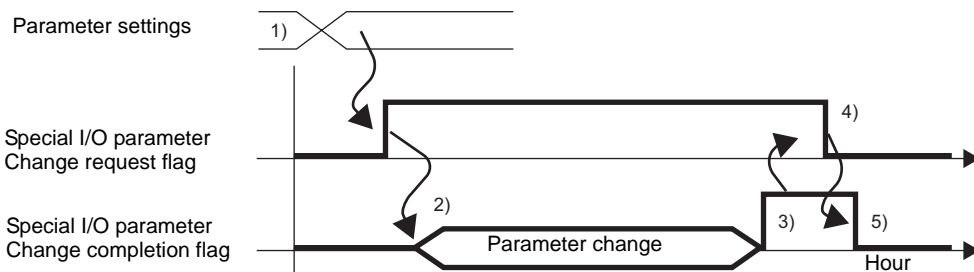 Parameter settings
1)
Special I/O parameter
Change request flag
4)
2)
Special I/O parameter
Change completion flag
Parameter change
3)
5)
Hour